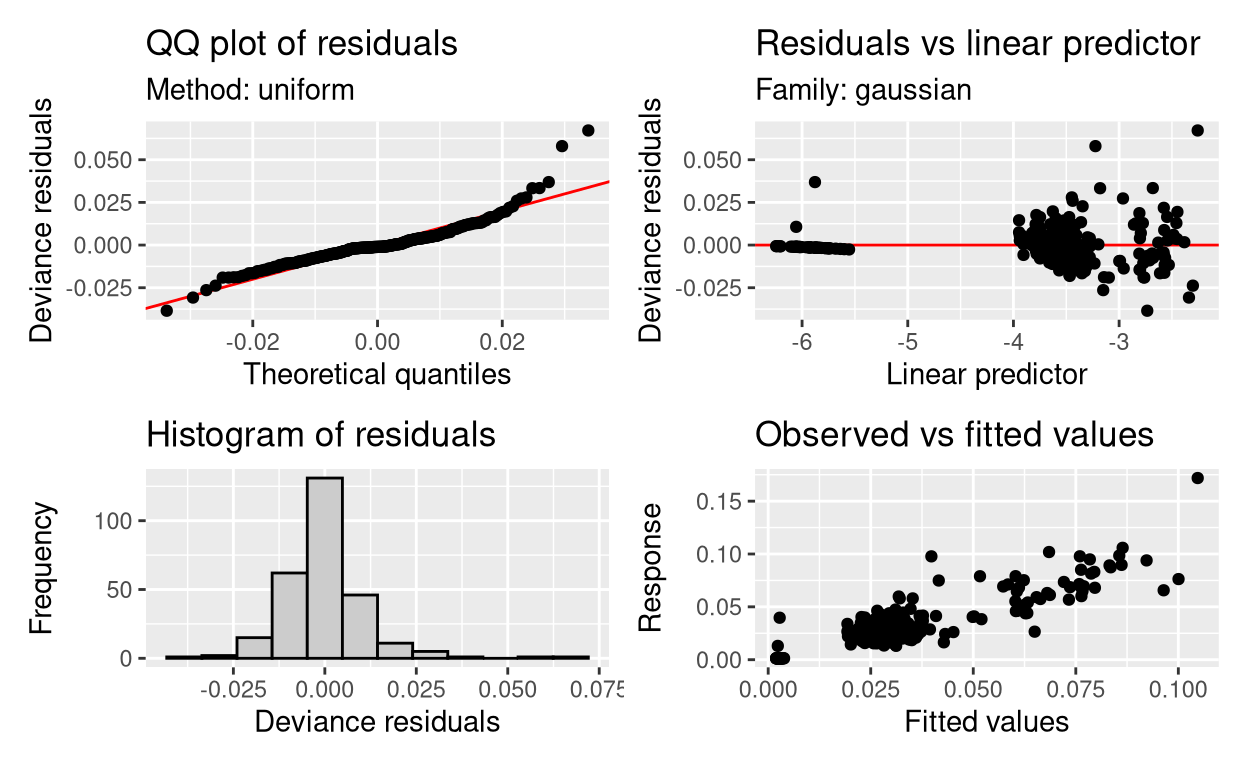 QQ plot of residuals
Method: uniform
Deviance residuals
0.050
0.025
0.000
-0.025
-0.02
0.00
0.02
Theoretical quantiles
Residuals vs linear predictor
Family: gaussian
Deviance residuals
0.050
0.025
0.000
-0.025
-6
-5
-4
-3
Linear predictor
Histogram of residuals
Frequency
100
50
0
-0.025
0.000
0.025
0.050
0.075
Deviance residuals
Observed vs fitted values
Response
0.15
0.10
0.05
0.00
0.000
0.025
0.050
0.075
0.100
Fitted values